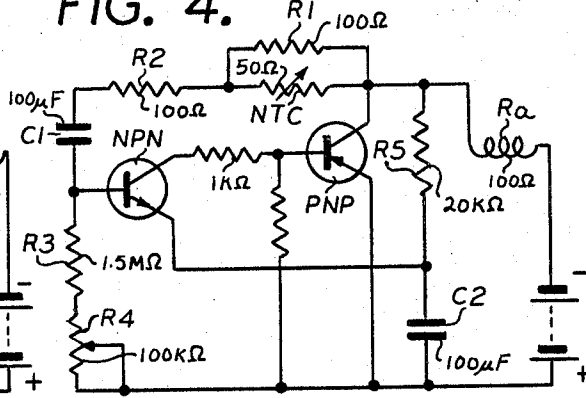 FIG. 4.
R1
100Ω
R2
50Ω
100μF
100Ω
NTC
Ra
C1
NPN
1kΩ
PNP
R5
100Ω
20KΩ
R3
1.5MΩ
-
C2
-
R4
100KΩ
100μF
+
+